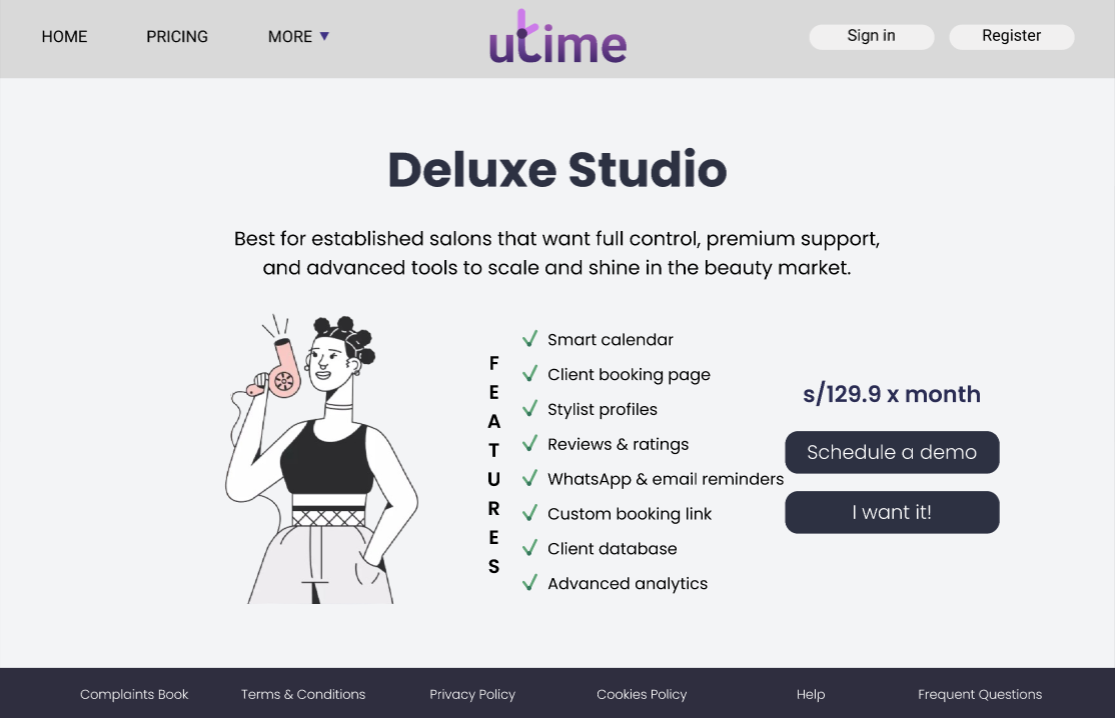 HOME
PRICING
MORE
utime
Sign in
Register
Deluxe Studio
Best for established salons that want full control, premium support,
and advanced tools to scale and shine in the beauty market.
FEATURES
Smart calendar
Client booking page
Stylist profiles
Reviews & ratings
WhatsApp & email reminders
Custom booking link
Client database
Advanced analytics
s/129.9 x month
Schedule a demo
I want it!
Complaints Book
Terms & Conditions
Privacy Policy
Cookies Policy
Help
Frequent Questions